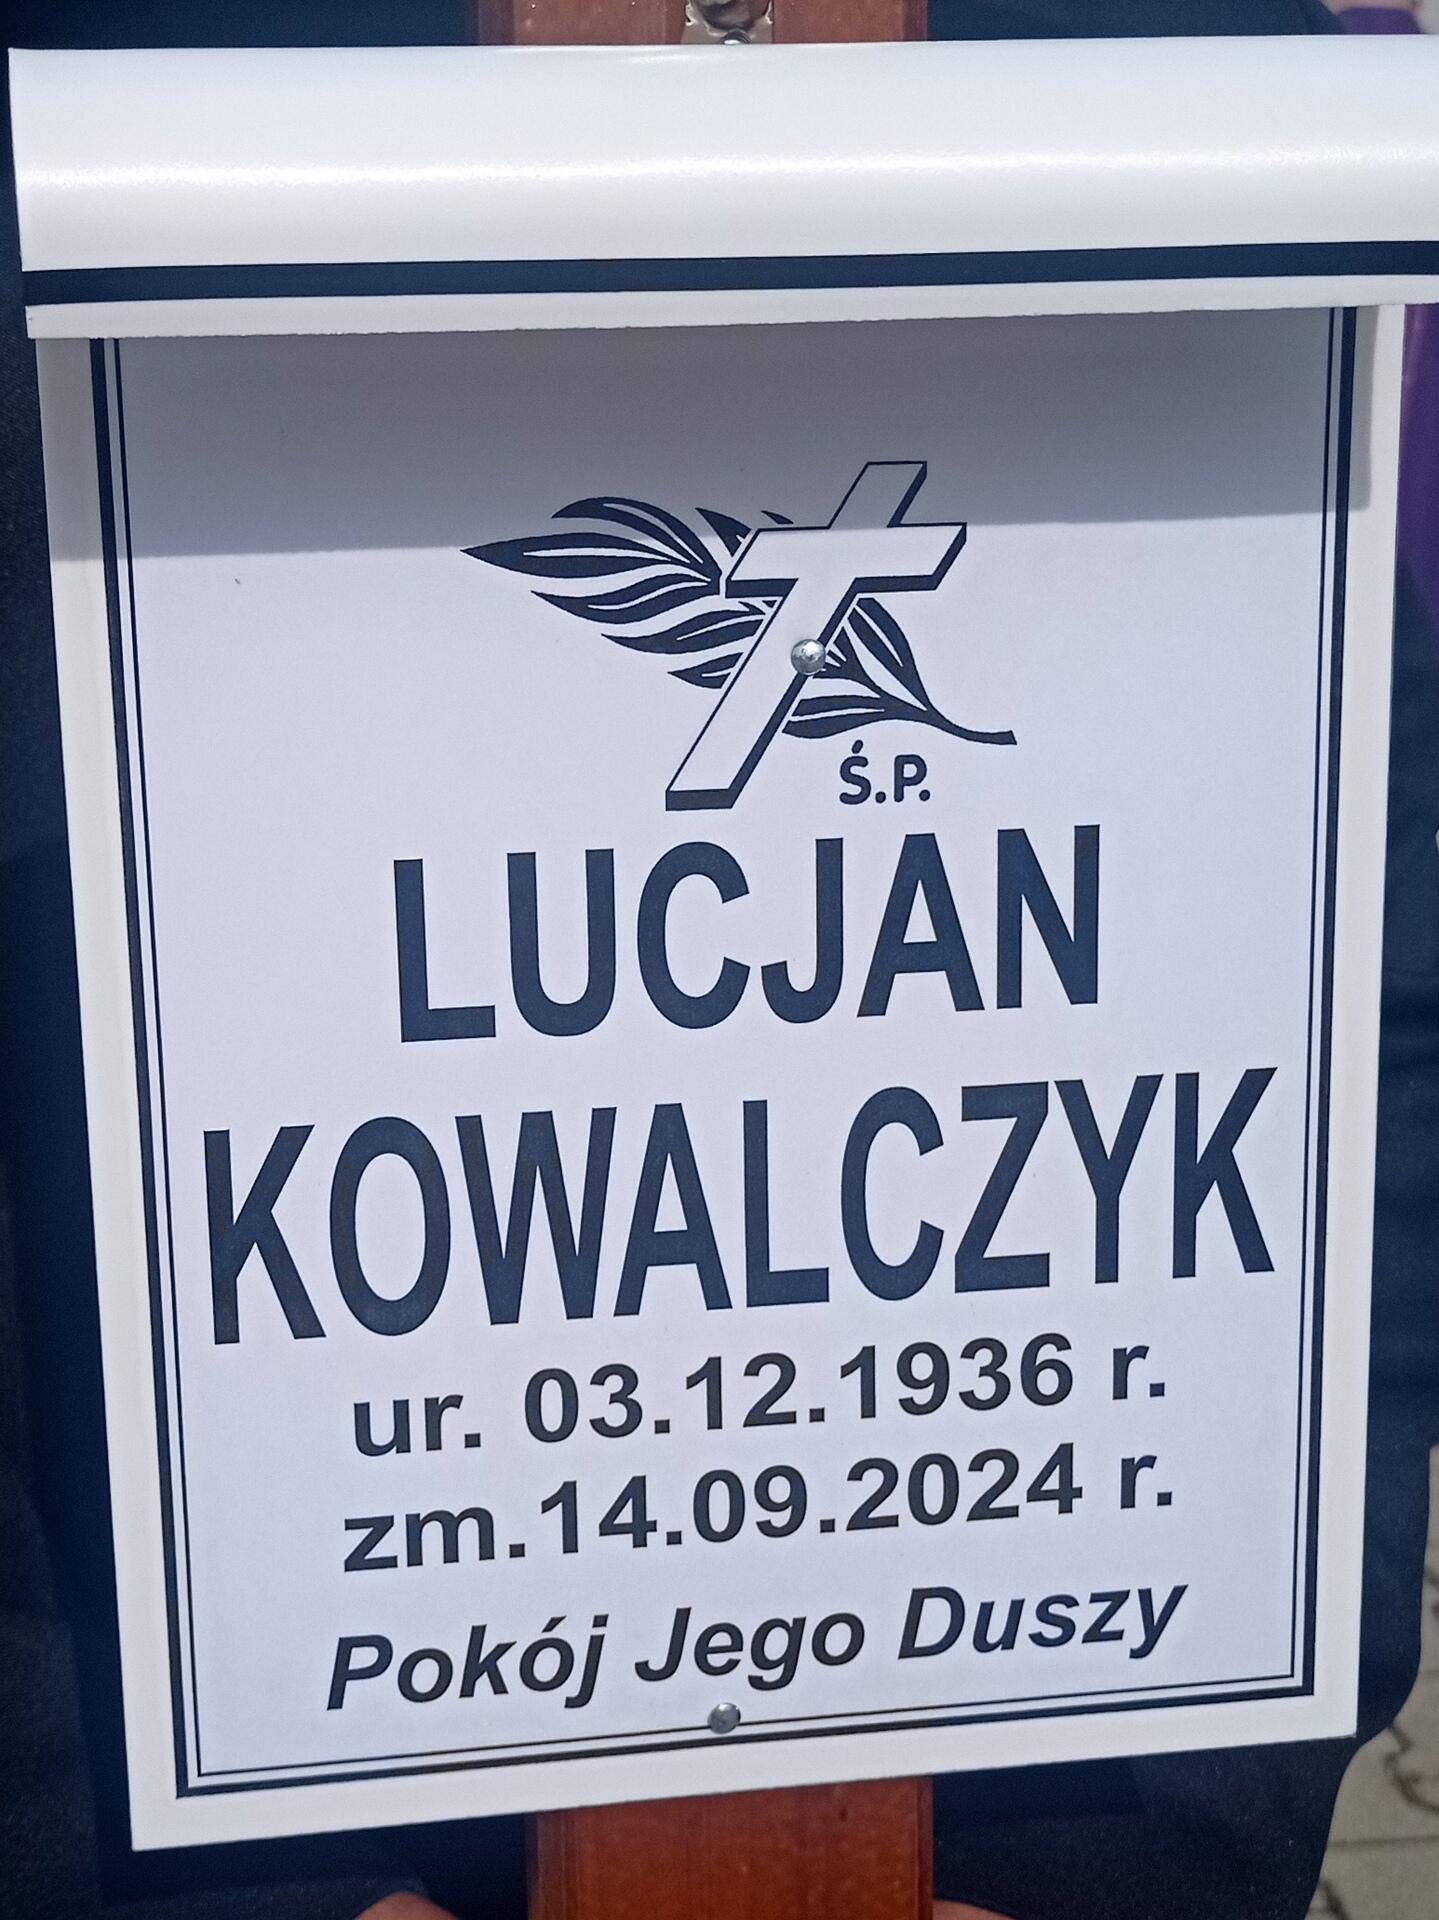 Ś.P.
LUCJAN
KOWALCZYK
ur. 03.12.1936 r.
zm.14.09.2024 r.
Pokój Jego Duszy